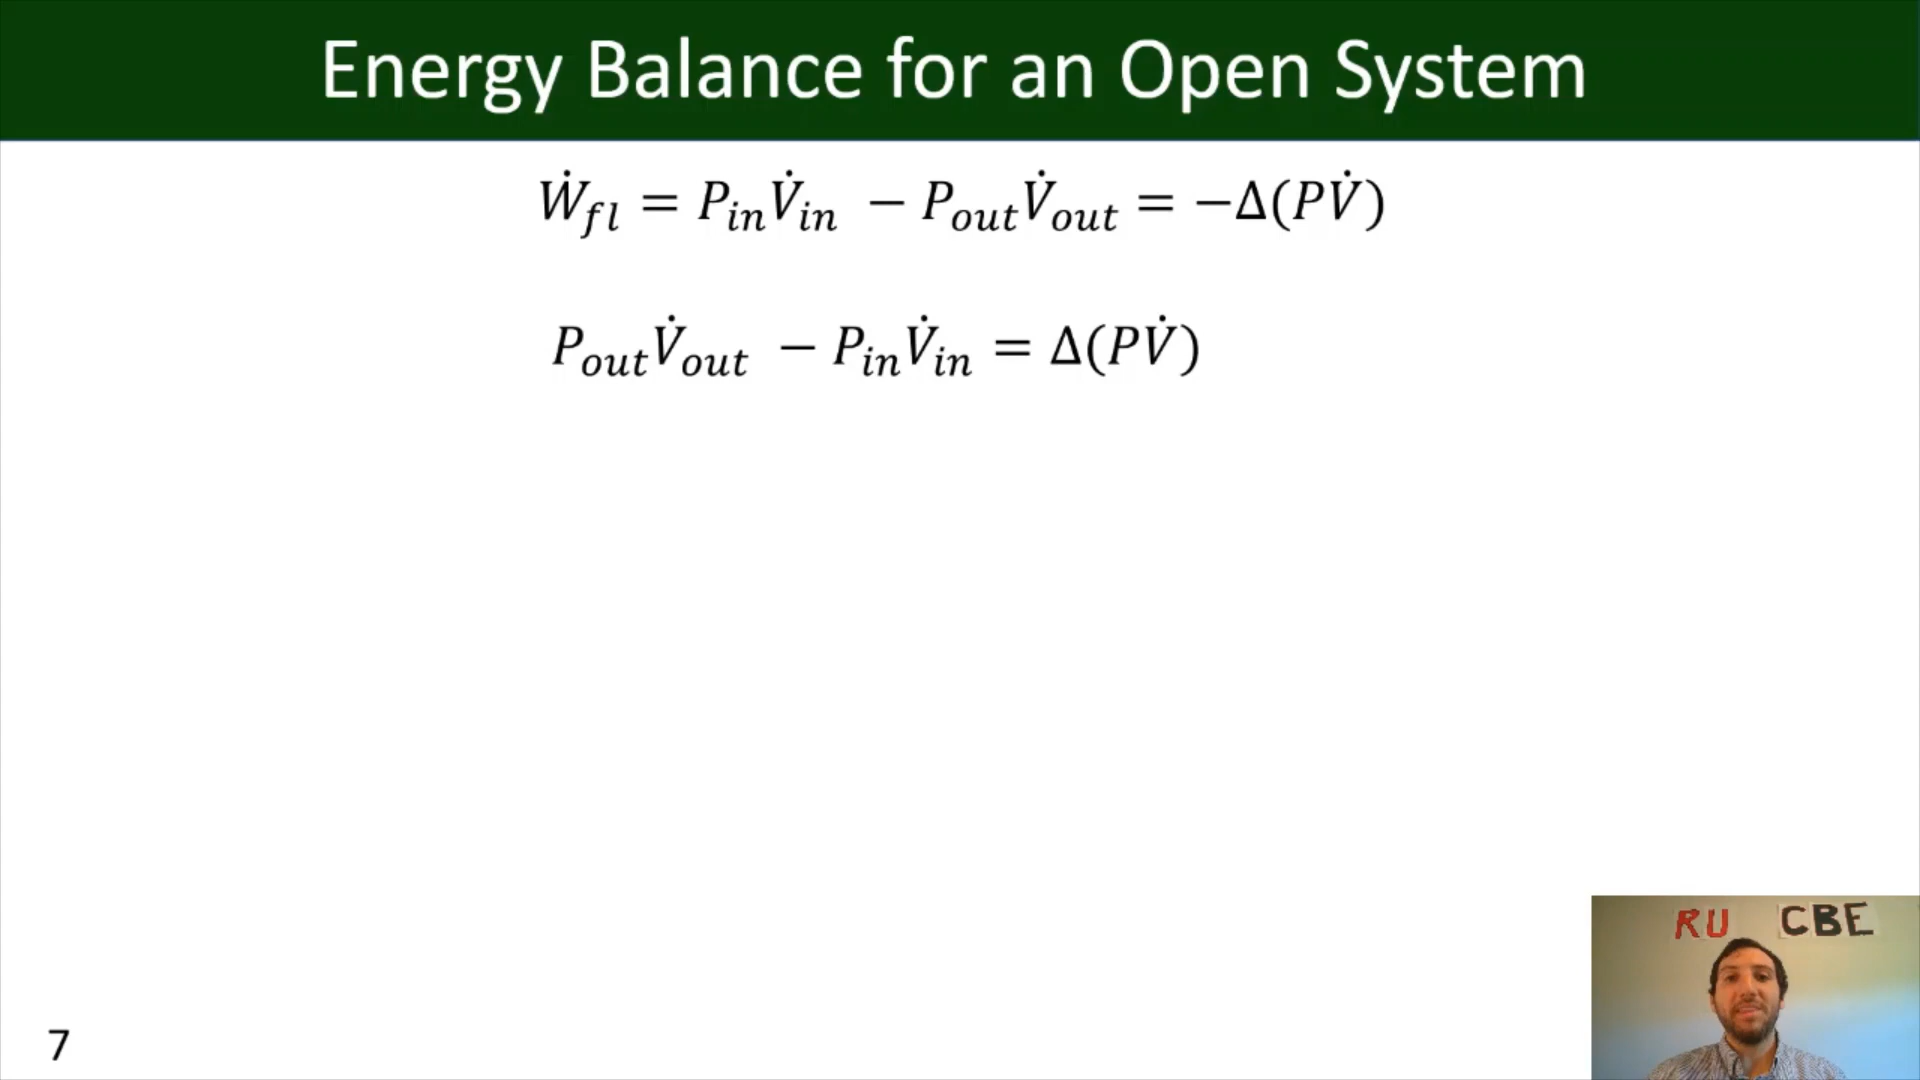 Energy Balance for an Open System
Ẇ_fl = P_in V̇_in − P_out V̇_out = −Δ(PV̇)
P_out V̇_out − P_in V̇_in = Δ(PV̇)
RU CBE
7